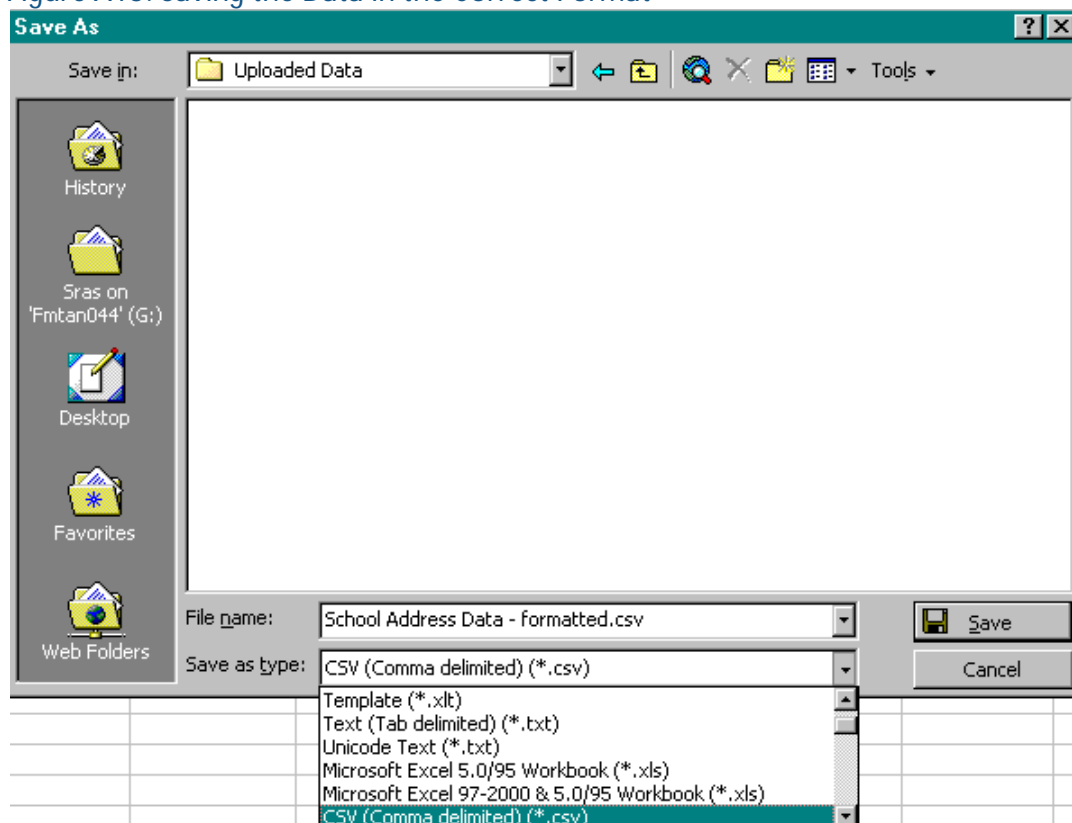 Save As
Save in:
Uploaded Data
Tools
History
Sras on
'Fmtan044' (G:)
Desktop
Favorites
Web Folders
File name:
School Address Data - formatted.csv
Save
Save as type:
CSV (Comma delimited) (*.csv)
Cancel
Template (*.xlt)
Text (Tab delimited) (*.txt)
Unicode Text (*.txt)
Microsoft Excel 5.0/95 Workbook (*.xls)
Microsoft Excel 97-2000 & 5.0/95 Workbook (*.xls)
CSV (Comma delimited) (*.csv)